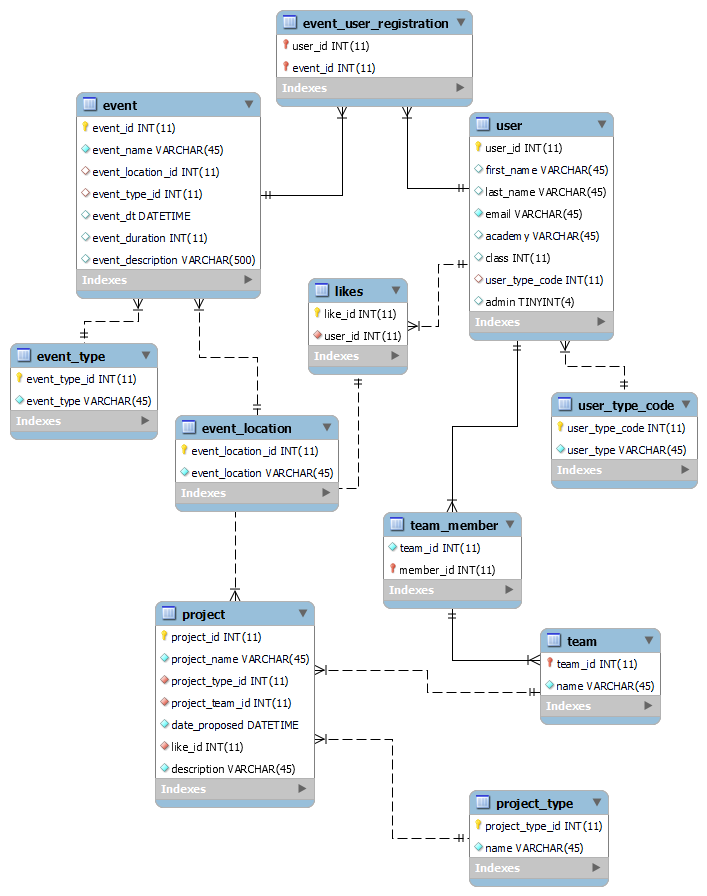 event_user_registration
user_id INT(11)
event_id INT(11)
Indexes
event
event_id INT(11)
event_name VARCHAR(45)
event_location_id INT(11)
event_type_id INT(11)
event_dt DATETIME
event_duration INT(11)
event_description VARCHAR(500)
Indexes
user
user_id INT(11)
first_name VARCHAR(45)
last_name VARCHAR(45)
email VARCHAR(45)
academy VARCHAR(45)
class INT(11)
user_type_code INT(11)
admin TINYINT(4)
Indexes
likes
like_id INT(11)
user_id INT(11)
Indexes
event_type
event_type_id INT(11)
event_type VARCHAR(45)
Indexes
user_type_code
user_type_code INT(11)
user_type VARCHAR(45)
Indexes
event_location
event_location_id INT(11)
event_location VARCHAR(45)
Indexes
team_member
team_id INT(11)
member_id INT(11)
Indexes
project
project_id INT(11)
project_name VARCHAR(45)
project_type_id INT(11)
project_team_id INT(11)
date_proposed DATETIME
like_id INT(11)
description VARCHAR(45)
Indexes
team
team_id INT(11)
name VARCHAR(45)
Indexes
project_type
project_type_id INT(11)
name VARCHAR(45)
Indexes